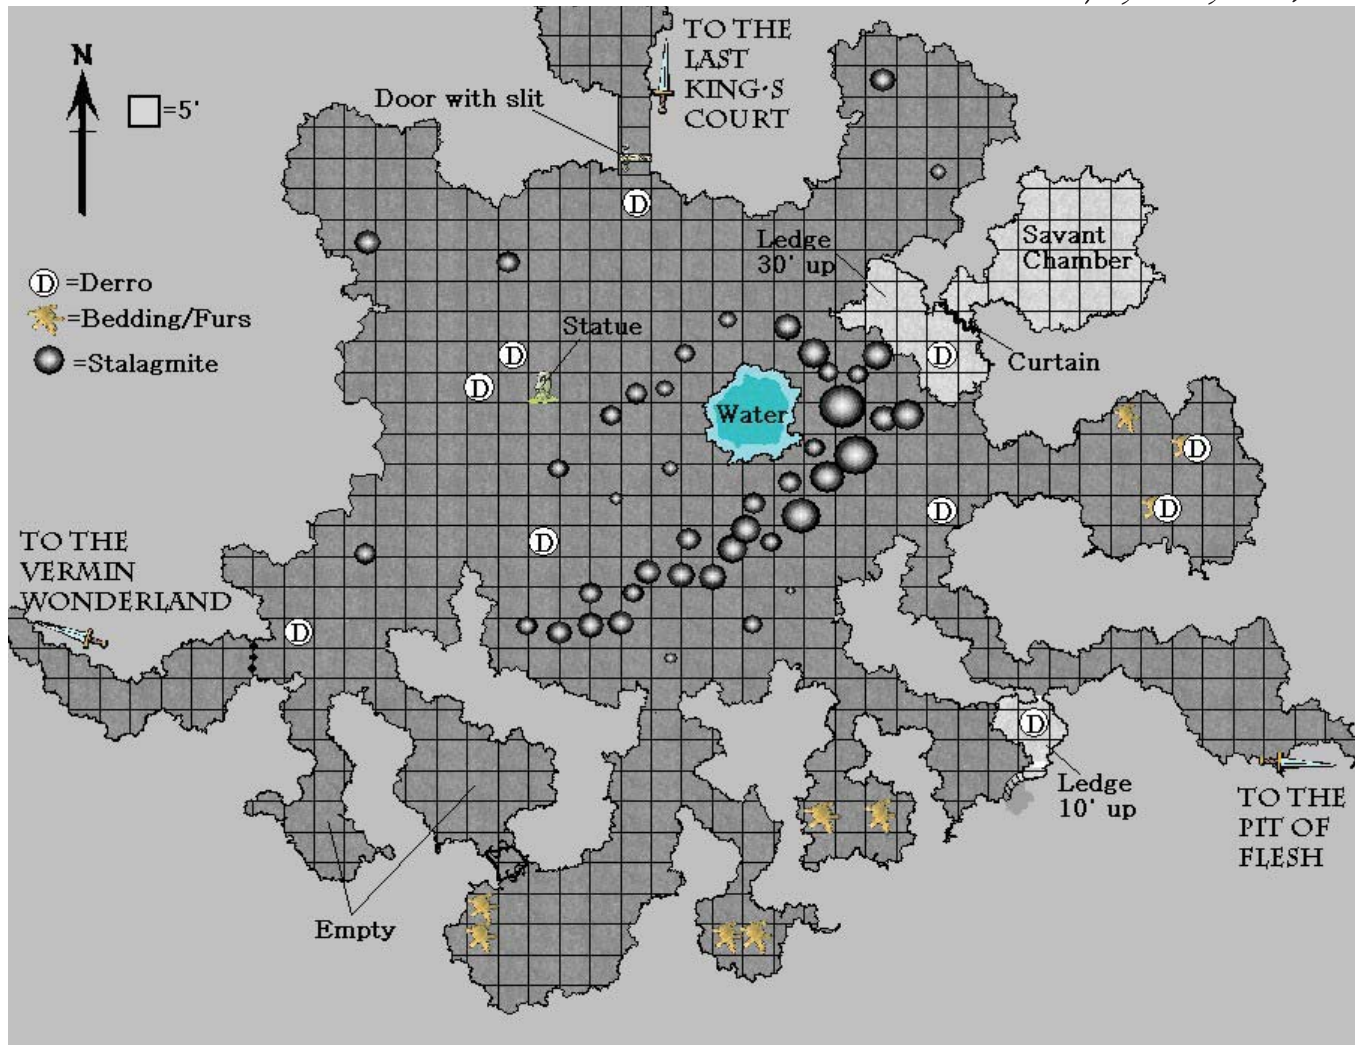 TO THE
LAST
KING·S
COURT
N
=5'
Door with slit
Ledge
30' up
Savant
Chamber
D =Derro
=Bedding/Furs
=Stalagmite
Statue
Curtain
Water
D
D
D
D
D
D
D
D
D
D
TO THE
VERMIN
WONDERLAND
Ledge
10' up
TO THE
PIT OF
FLESH
Empty